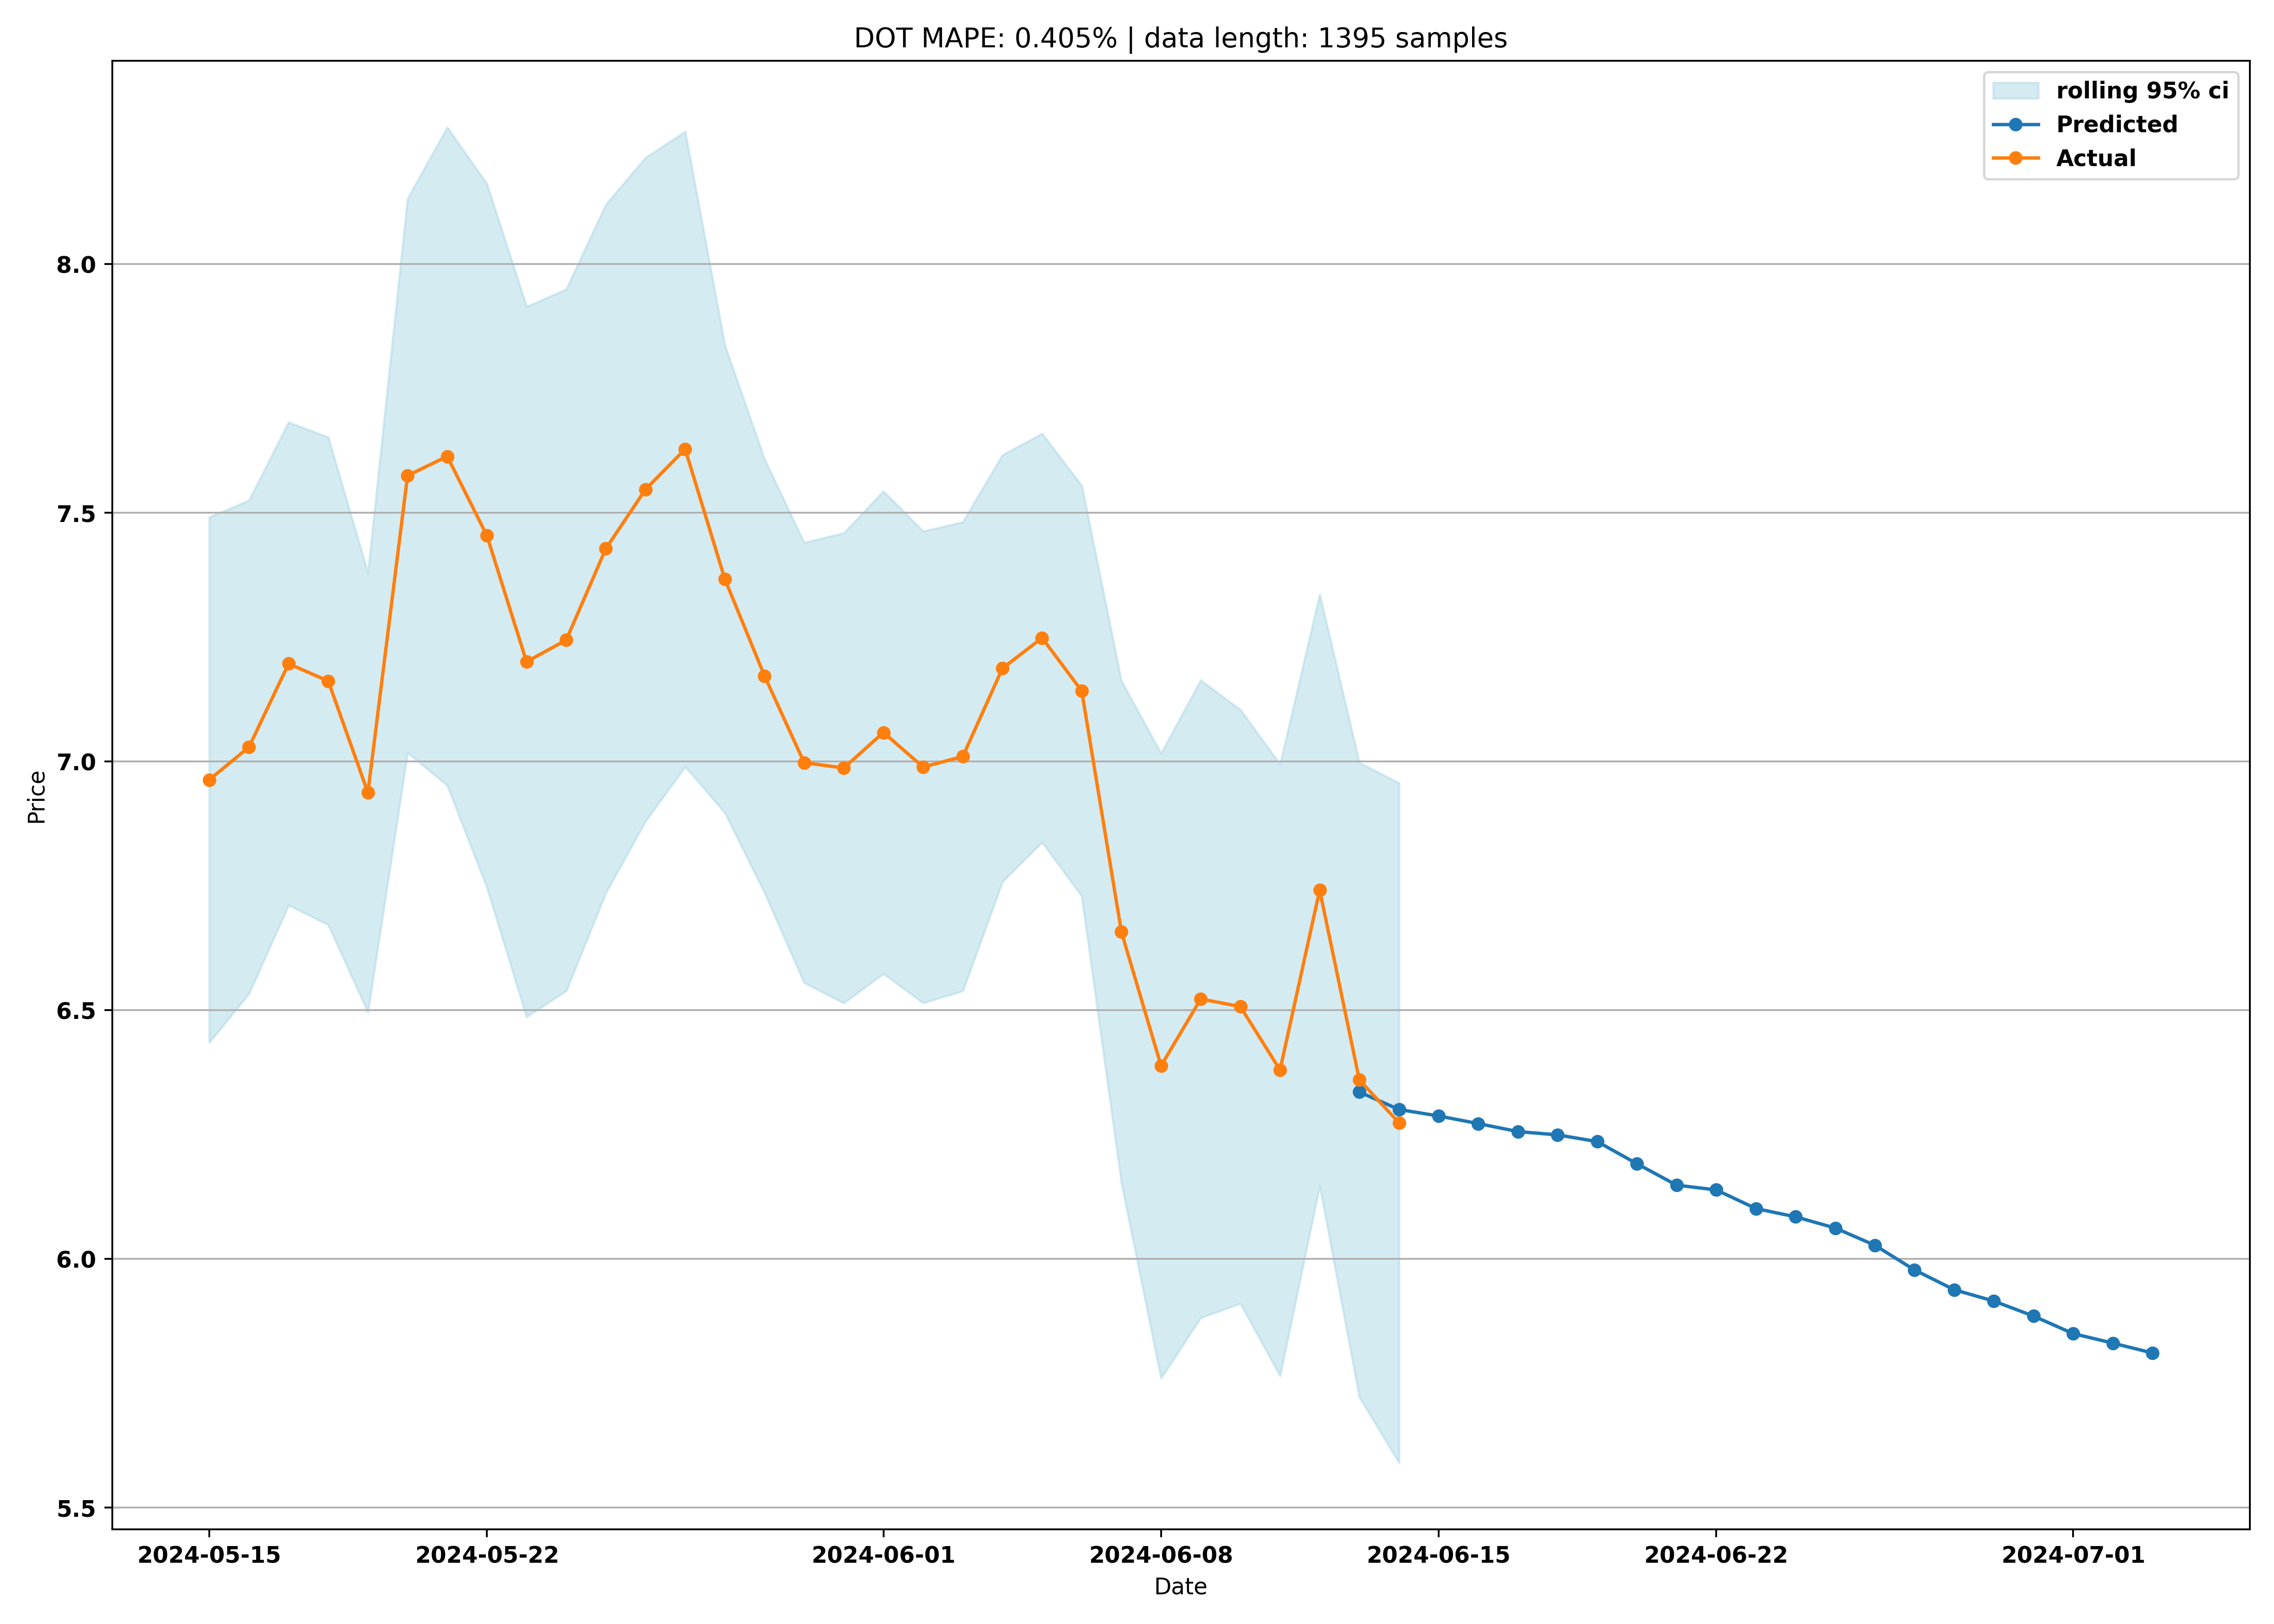 DOT MAPE: 0.405% | data length: 1395 samples
rolling 95% ci
Predicted
Actual
8.0
7.5
7.0
6.5
6.0
5.5
Price
2024-05-15 2024-05-22 2024-06-01 2024-06-08 2024-06-15 2024-06-22 2024-07-01
Date